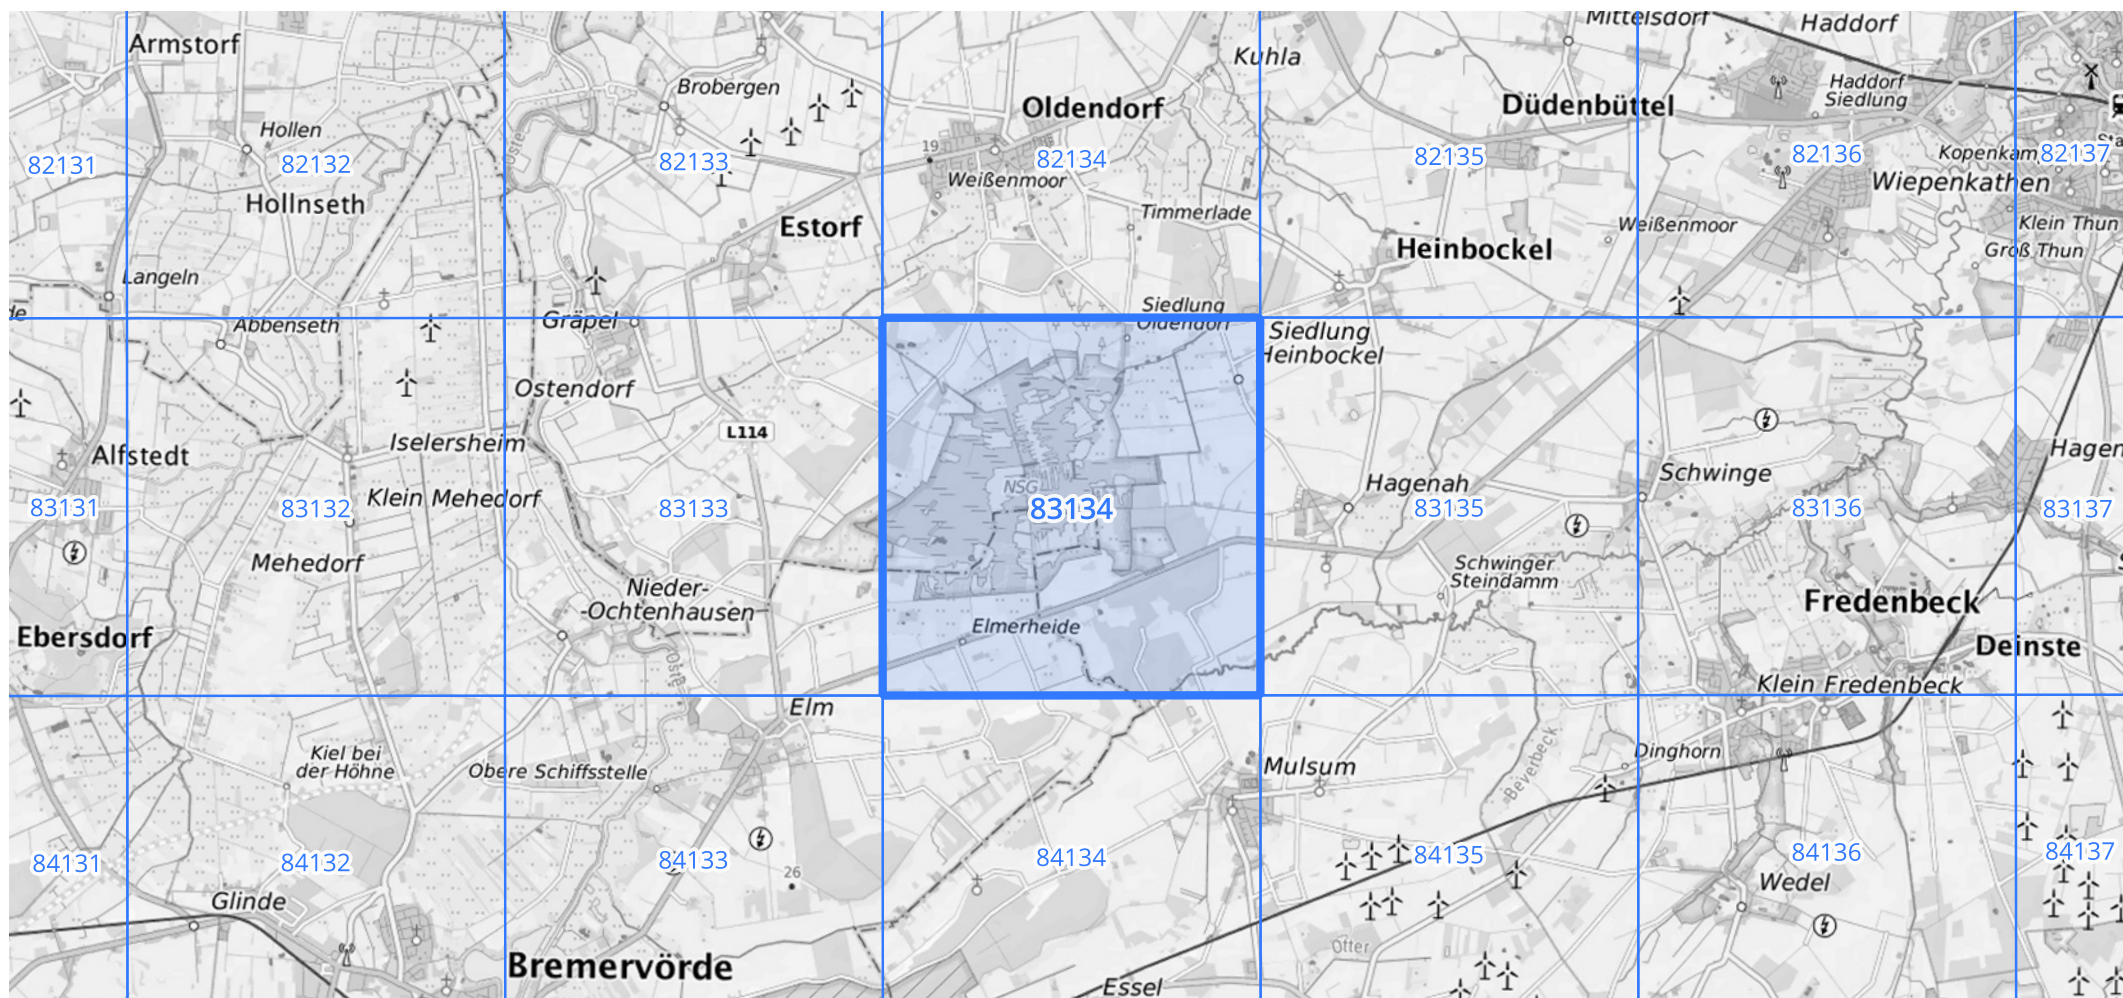 Armstorf
Hollen
82131
82132
Hollnseth
Langeln
Abbenseth
Brobergen
Oste
82133
Estorf
Gräpel
Oldendorf
19
82134
Weißenmoor
Timmerlade
Siedlung
Oldendorf
Kuhla
Mittelsdorf
Düdenbüttel
82135
Heinbockel
Haddorf
Haddorf
Siedlung
82136
Kopenkam
82137
Wiepenkathen
Weißenmoor
Klein Thun
Groß Thun
Alfstedt
83131
Iselersheim
Klein Mehedorf
83132
Mehedorf
Ebersdorf
Ostendorf
L114
83133
Nieder-
-Ochtenhausen
Oste
NSG
83134
Elmerheide
Siedlung
Heinbockel
Hagenah
83135
Schwinger
Steindamm
Schwinge
83136
Hagen
83137
Fredenbeck
Deinste
Klein Fredenbeck
Kiel bei
der Höhne
84131
84132
Glinde
Elm
Obere Schiffsstelle
84133
26
Bremervörde
84134
Essel
Mulsum
Beverbeck
84135
Otter
Dinghorn
84136
Wedel
84137